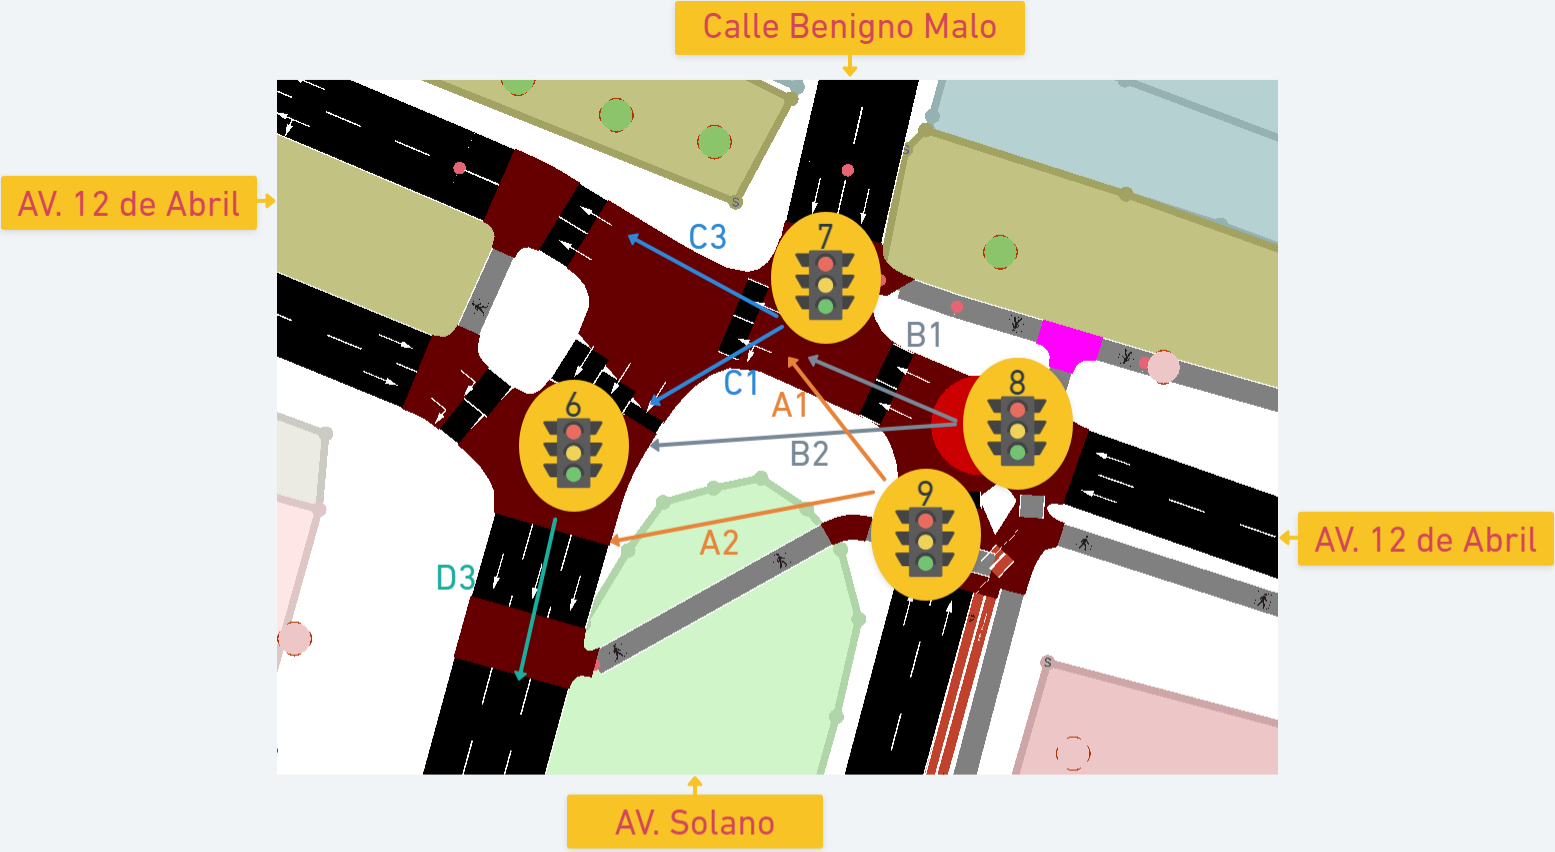 Calle Benigno Malo
AV. 12 de Abril
S
S
C3
7
B1
C1
8
A1
6
B2
9
A2
AV. 12 de Abril
D3
S
AV. Solano